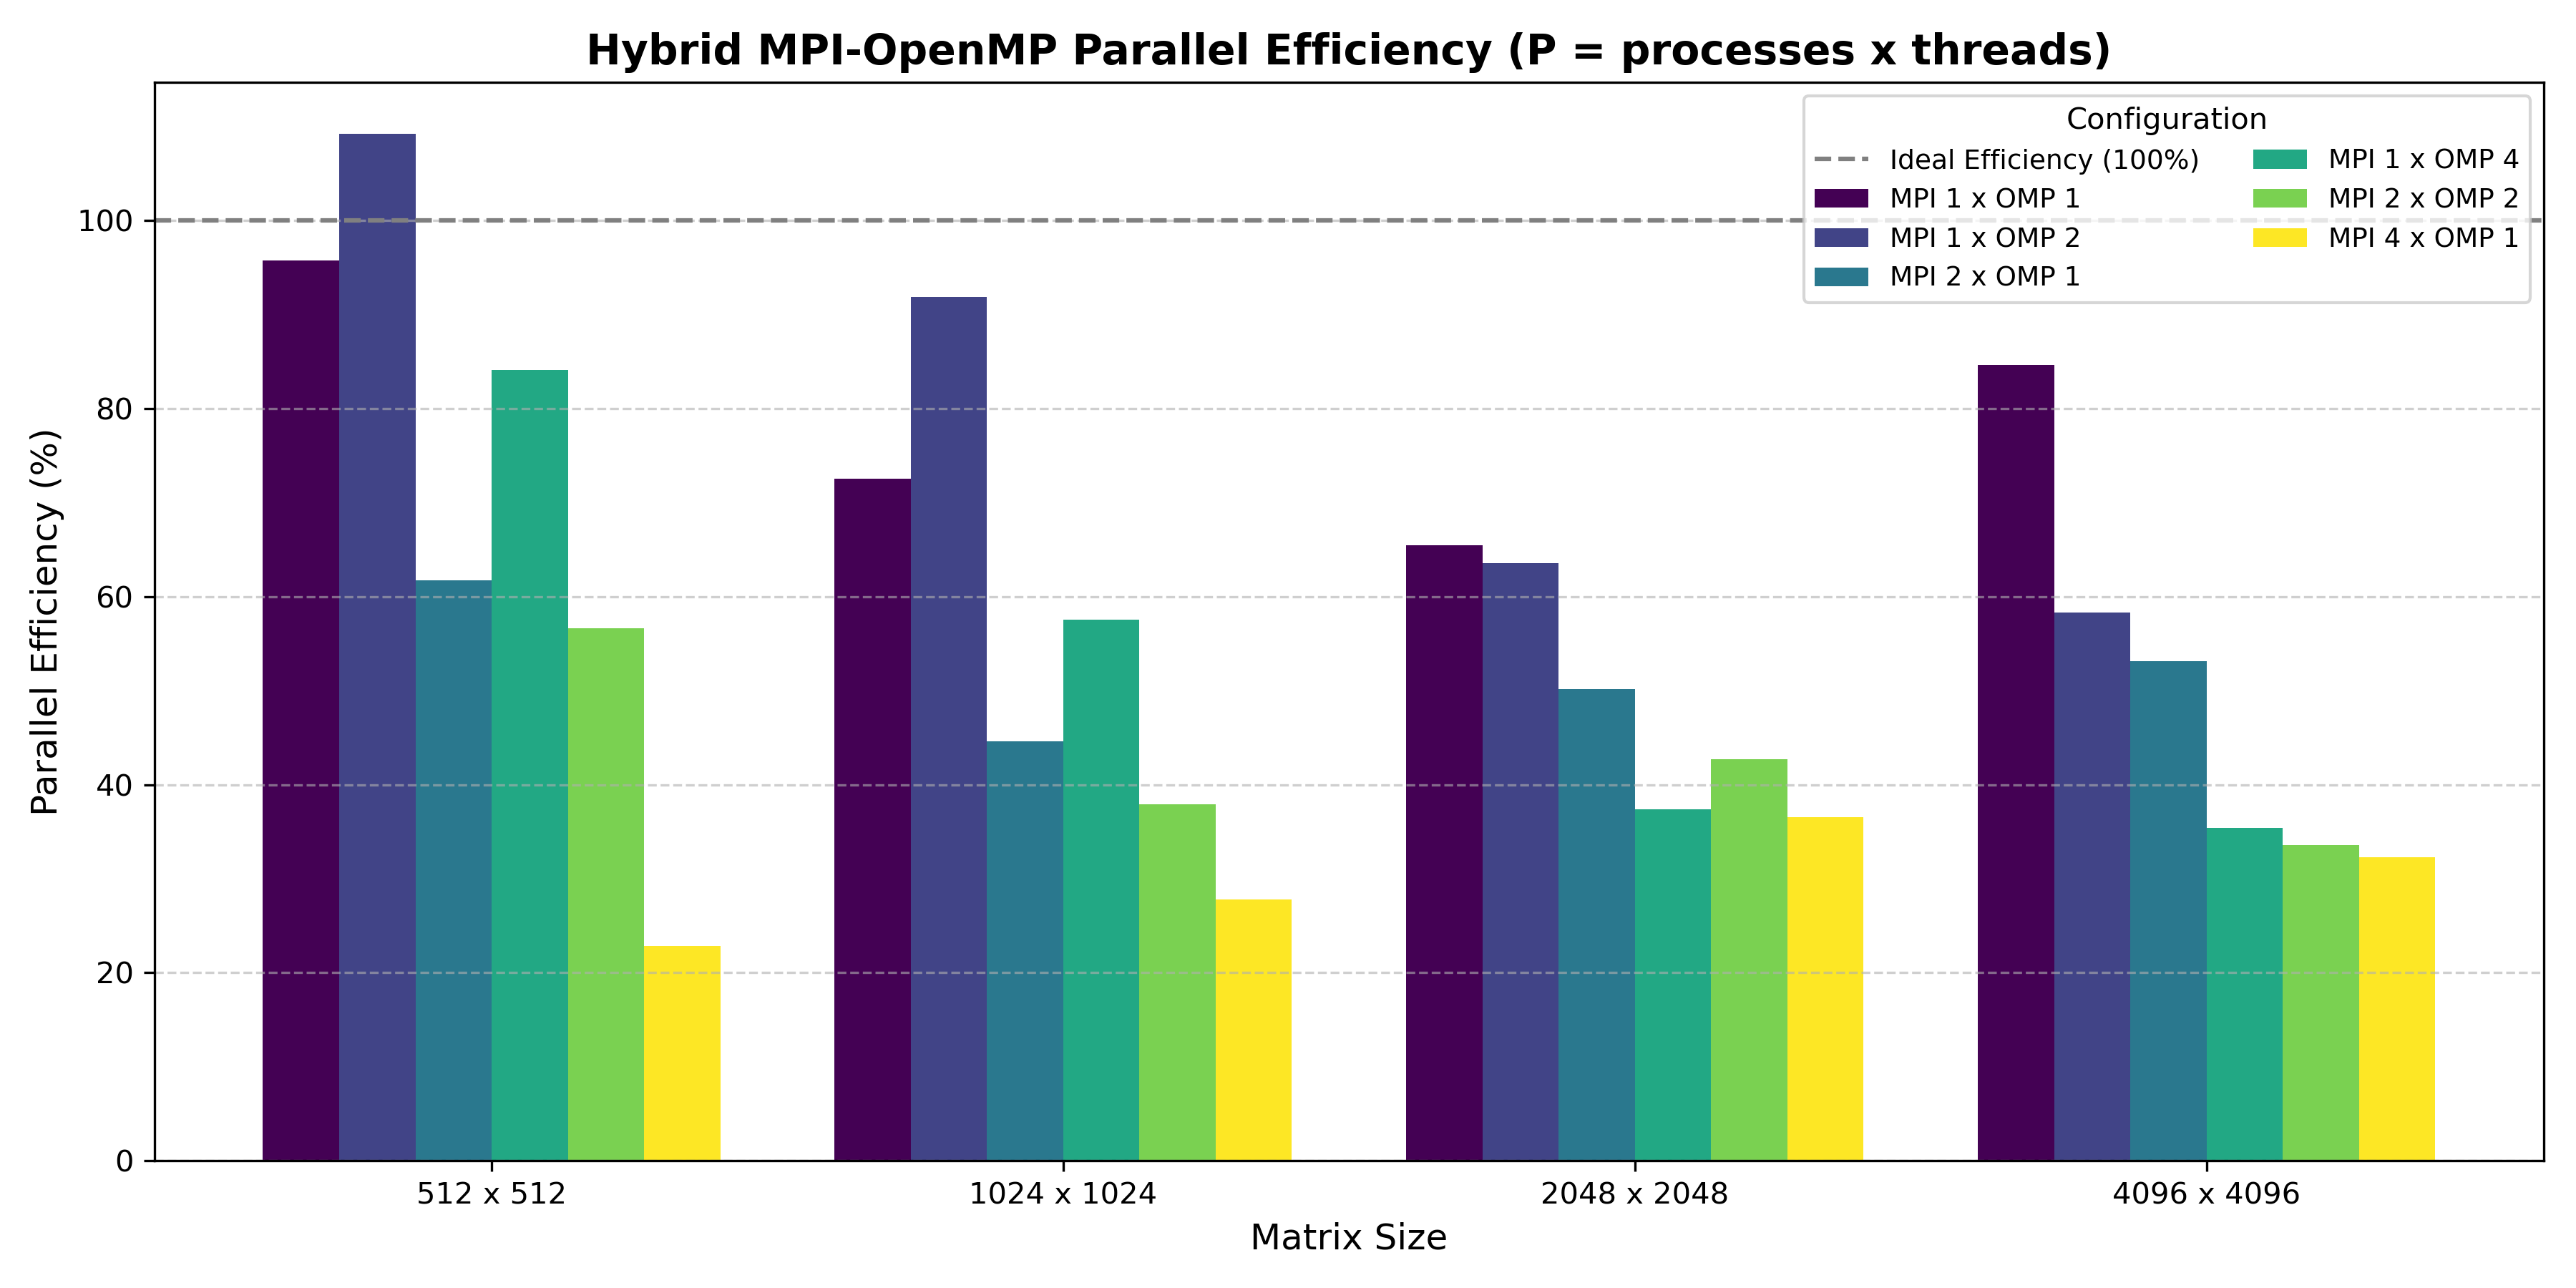 Hybrid MPI-OpenMP Parallel Efficiency (P = processes x threads)
Configuration
Ideal Efficiency (100%)
MPI 1 x OMP 1
MPI 1 x OMP 2
MPI 2 x OMP 1
MPI 1 x OMP 4
MPI 2 x OMP 2
MPI 4 x OMP 1
Parallel Efficiency (%)
100
80
60
40
20
0
512 x 512
1024 x 1024
2048 x 2048
4096 x 4096
Matrix Size